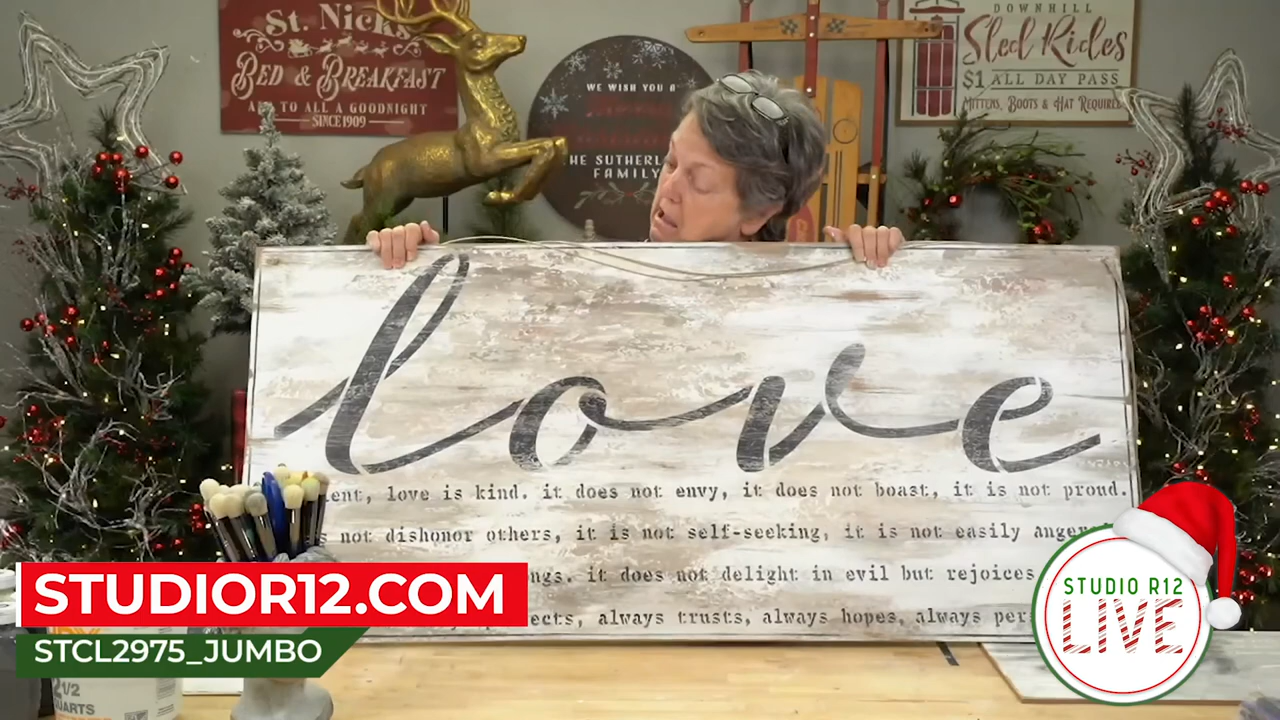 St. Nick's
BED & BREAKFAST
AND TO ALL A GOODNIGHT
SINCE 1909
WE WISH YOU A
THE SUTHERL
FAMILY
DOWNHILL
Sled Rides
$1 ALL DAY PASS
MITTENS, BOOTS & HAT REQUIRED
love
ient, love is kind. it does not envy, it does not boast, it is not proud.
s not dishonor others, it is not self-seeking, it is not easily anger
ngs. it does not delight in evil but rejoices
ects, always trusts, always hopes, always per
STUDIOR12.COM
STCL2975_JUMBO
STUDIO R12
LIVE
2 1/2
QUARTS